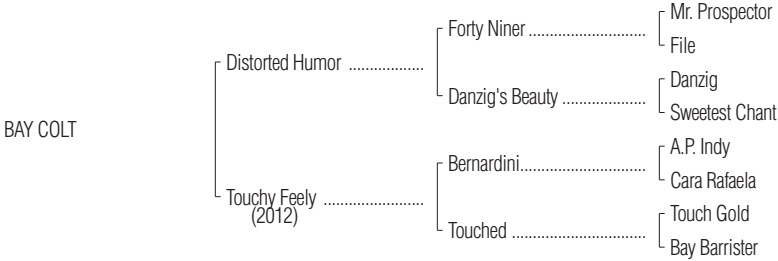 Mr. Prospector
Forty Niner ............................
File
Distorted Humor ..................
Danzig
Danzig's Beauty ....................
Sweetest Chant
BAY COLT
A.P. Indy
Bernardini..............................
Cara Rafaela
Touchy Feely ........................
(2012)
Touch Gold
Touched ................................
Bay Barrister